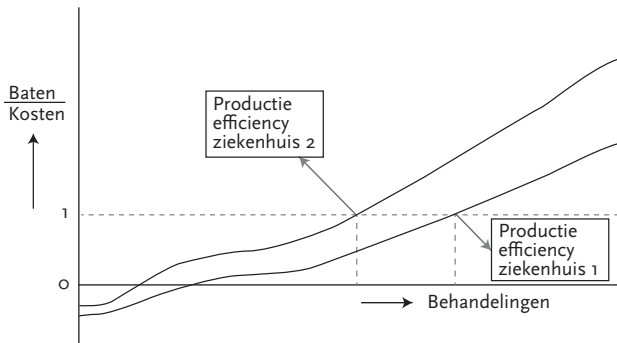 Baten
Kosten
Productie
efficiency
ziekenhuis 2
1
Productie
efficiency
ziekenhuis 1
0
Behandelingen